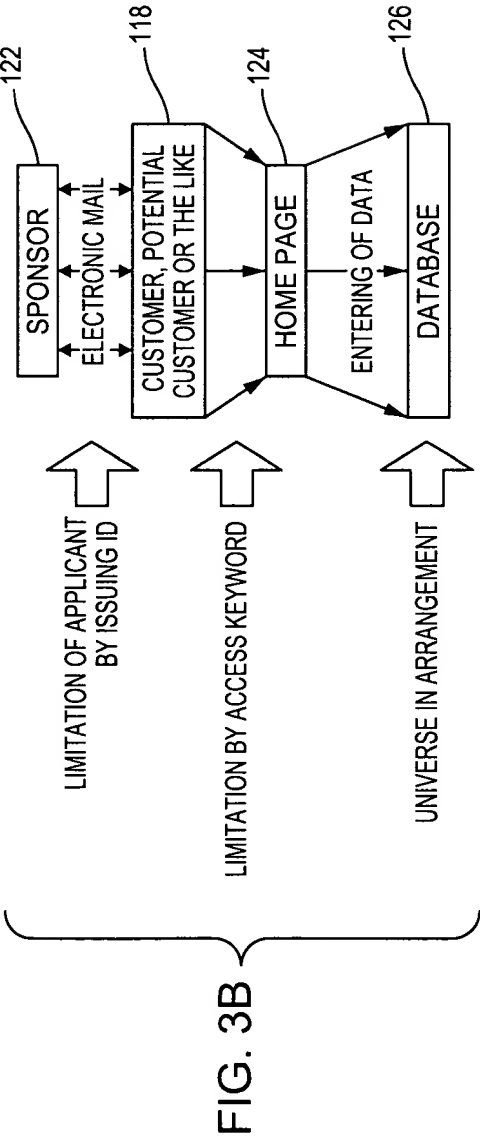 FIG. 3B
LIMITATION OF APPLICANT
BY ISSUING ID
LIMITATION BY ACCESS KEYWORD
UNIVERSE IN ARRANGEMENT
SPONSOR
122
ELECTRONIC MAIL
CUSTOMER, POTENTIAL
CUSTOMER OR THE LIKE
118
HOME PAGE
124
ENTERING OF DATA
DATABASE
126